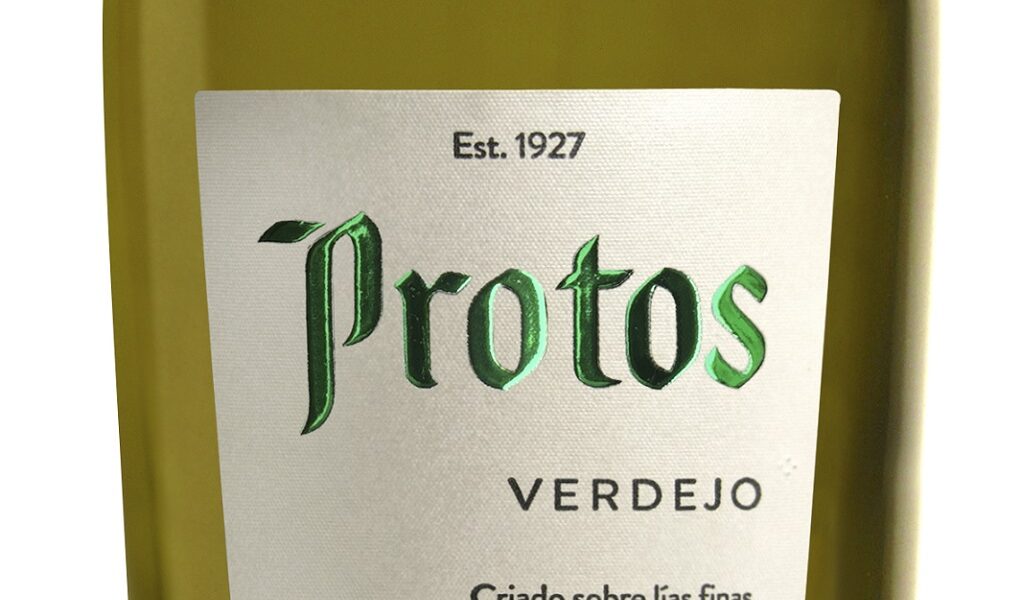 Est. 1927
Protos
VERDEJO
Criado sobre lías finas